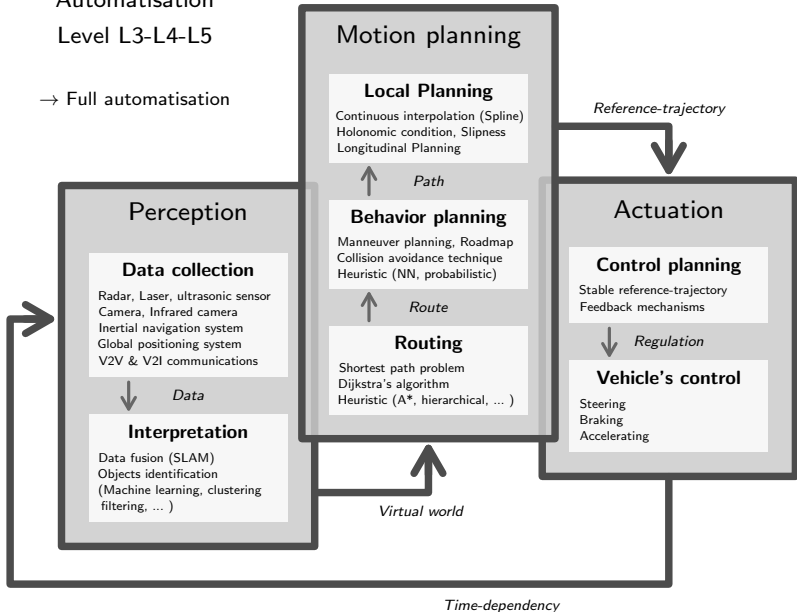 Automatisation
Level L3-L4-L5
→ Full automatisation
Perception
Data collection
Radar, Laser, ultrasonic sensor
Camera, Infrared camera
Inertial navigation system
Global positioning system
V2V & V2I communications
Data
Interpretation
Data fusion (SLAM)
Objects identification
(Machine learning, clustering
filtering, ... )
Virtual world
Motion planning
Local Planning
Continuous interpolation (Spline)
Holonomic condition, Slipness
Longitudinal Planning
Path
Behavior planning
Manneuver planning, Roadmap
Collision avoidance technique
Heuristic (NN, probabilistic)
Route
Routing
Shortest path problem
Dijkstra's algorithm
Heuristic (A*, hierarchical, ... )
Reference-trajectory
Actuation
Control planning
Stable reference-trajectory
Feedback mechanisms
Regulation
Vehicle's control
Steering
Braking
Accelerating
Time-dependency